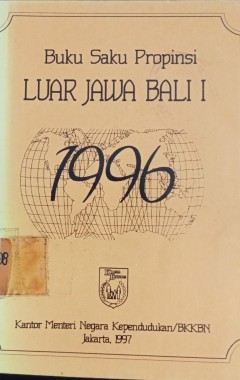 Buku Saku Propinsi
LUAR JAWA BALI I
1996
Kantor Menteri Negara Kependudukan/BKKBN
Jakarta, 1997